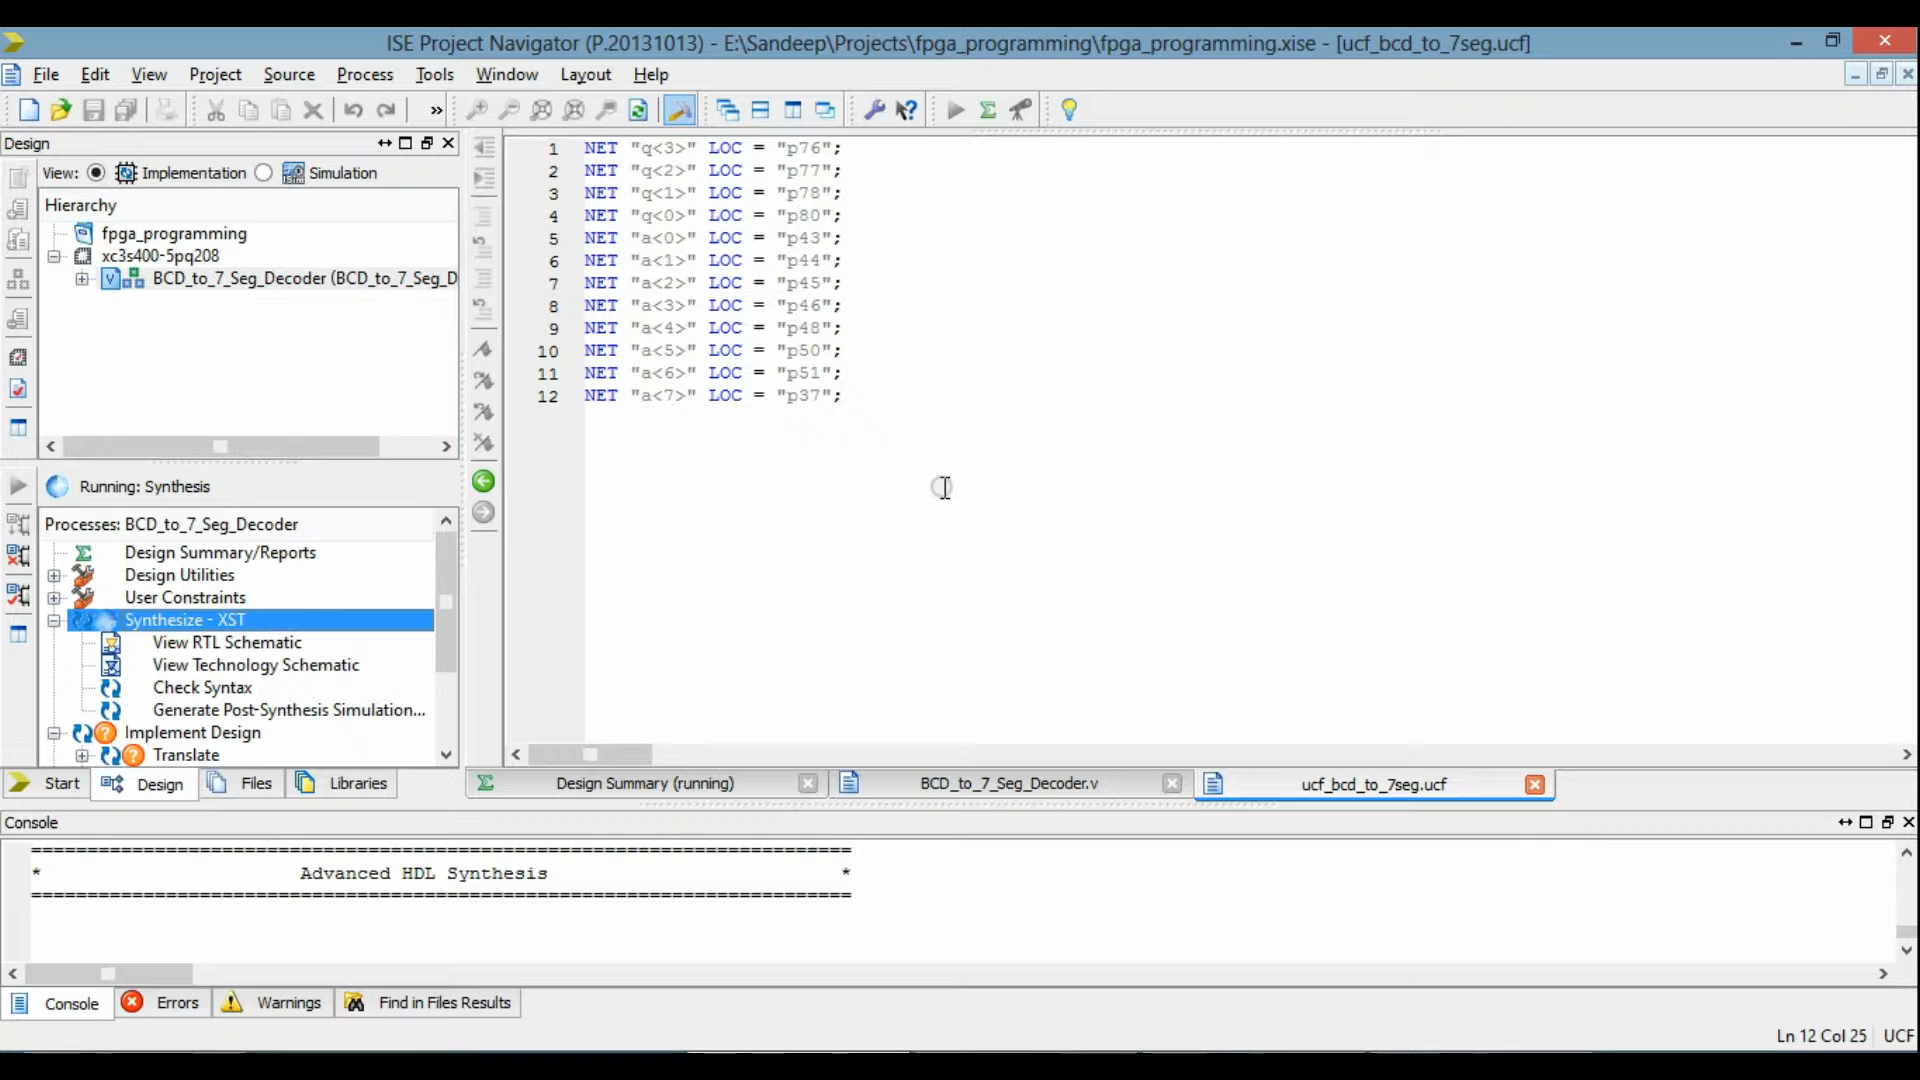 ISE Project Navigator (P.20131013) - E:\Sandeep\Projects\fpga_programming\fpga_programming.xise - [ucf_bcd_to_7seg.ucf]
File Edit View Project Source Process Tools Window Layout Help
»
Design
View: Implementation Simulation
Hierarchy
fpga_programming
xc3s400-5pq208
BCD_to_7_Seg_Decoder (BCD_to_7_Seg_D
Running: Synthesis
Processes: BCD_to_7_Seg_Decoder
Design Summary/Reports
Design Utilities
User Constraints
Synthesize - XST
View RTL Schematic
View Technology Schematic
Check Syntax
Generate Post-Synthesis Simulation...
Implement Design
Translate
Start Design Files Libraries
1 NET "q<3>" LOC = "p76";
2 NET "q<2>" LOC = "p77";
3 NET "q<1>" LOC = "p78";
4 NET "q<0>" LOC = "p80";
5 NET "a<0>" LOC = "p43";
6 NET "a<1>" LOC = "p44";
7 NET "a<2>" LOC = "p45";
8 NET "a<3>" LOC = "p46";
9 NET "a<4>" LOC = "p48";
10 NET "a<5>" LOC = "p50";
11 NET "a<6>" LOC = "p51";
12 NET "a<7>" LOC = "p37";
Design Summary (running) BCD_to_7_Seg_Decoder.v ucf_bcd_to_7seg.ucf
Console
=========================================================================
* Advanced HDL Synthesis *
=========================================================================
Console Errors Warnings Find in Files Results
Ln 12 Col 25 UCF